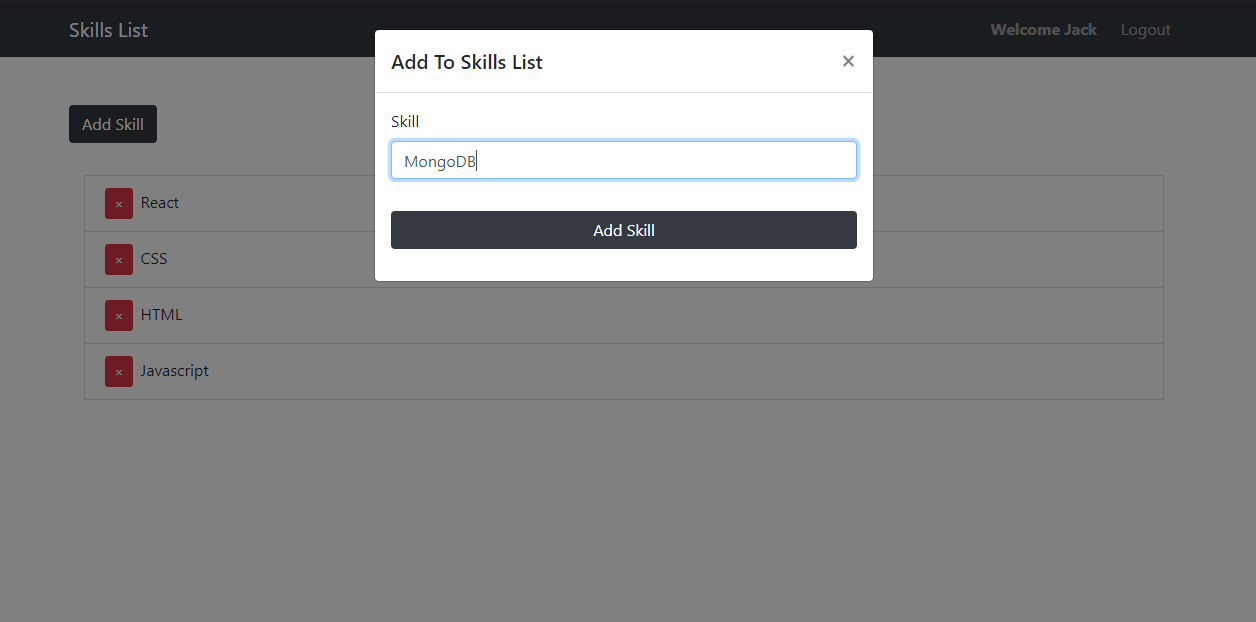 Skills List
Welcome Jack Logout
Add To Skills List ×
Skill
MongoDB
Add Skill
Add Skill
× React
× CSS
× HTML
× Javascript